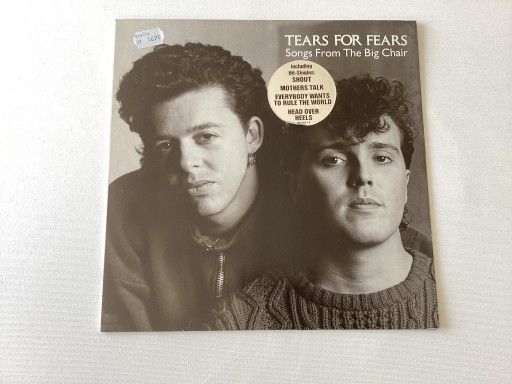 TEARS FOR FEARS
Songs From The Big Chair
including
Hit-Singles:
SHOUT
MOTHERS TALK
EVERYBODY WANTS
TO RULE THE WORLD
HEAD OVER
HEELS